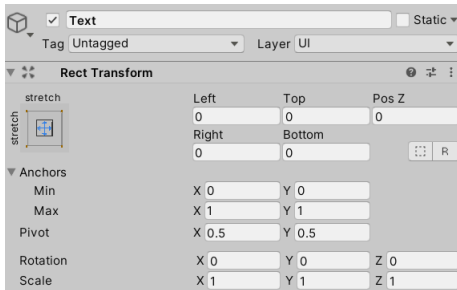 Text Static
Tag Untagged Layer UI
Rect Transform
stretch Left Top Pos Z
stretch 0 0 0
Right Bottom
0 0 R
Anchors
Min X 0 Y 0
Max X 1 Y 1
Pivot X 0.5 Y 0.5
Rotation X 0 Y 0 Z 0
Scale X 1 Y 1 Z 1